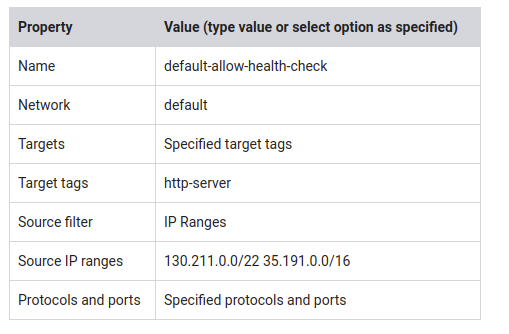 Property Value (type value or select option as specified)
Name default-allow-health-check
Network default
Targets Specified target tags
Target tags http-server
Source filter IP Ranges
Source IP ranges 130.211.0.0/22 35.191.0.0/16
Protocols and ports Specified protocols and ports